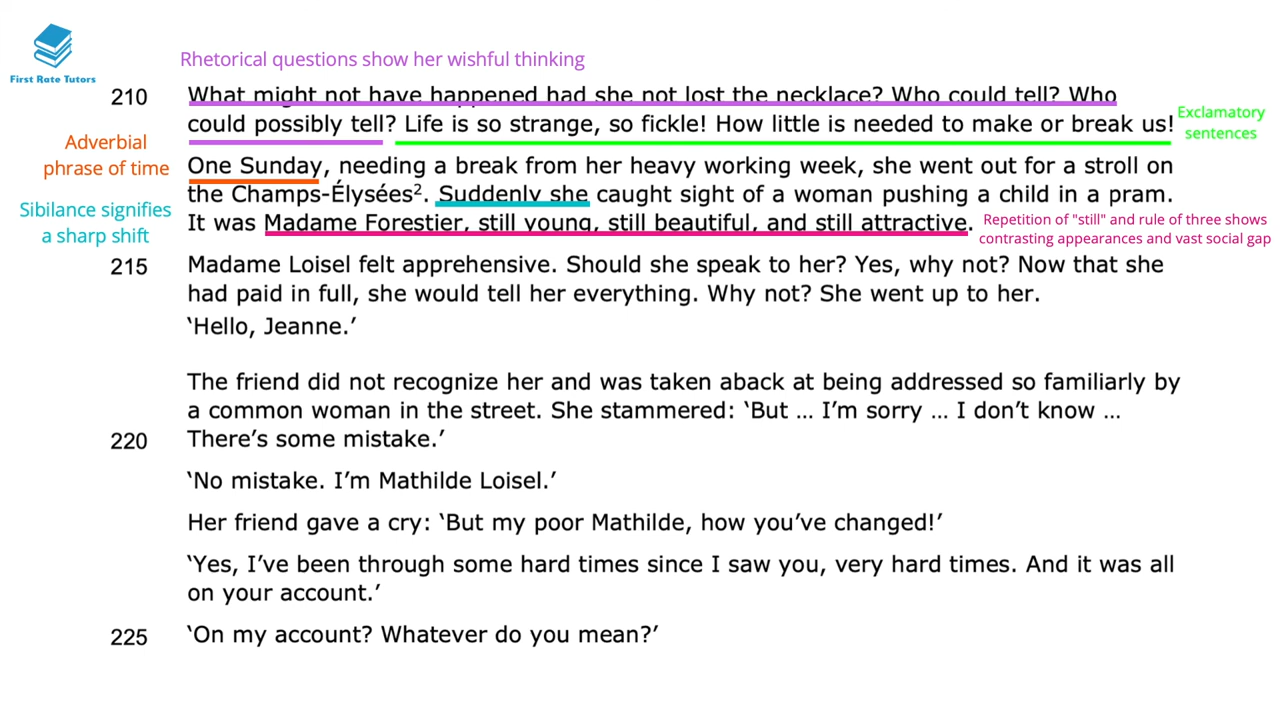 First Rate Tutors
Rhetorical questions show her wishful thinking
210 What might not have happened had she not lost the necklace? Who could tell? Who
could possibly tell? Life is so strange, so fickle! How little is needed to make or break us!
Exclamatory
sentences
Adverbial
phrase of time
One Sunday, needing a break from her heavy working week, she went out for a stroll on
the Champs-Élysées². Suddenly she caught sight of a woman pushing a child in a pram.
Sibilance signifies
a sharp shift
It was Madame Forestier, still young, still beautiful, and still attractive.
Repetition of "still" and rule of three shows
contrasting appearances and vast social gap
215 Madame Loisel felt apprehensive. Should she speak to her? Yes, why not? Now that she
had paid in full, she would tell her everything. Why not? She went up to her.
‘Hello, Jeanne.’
The friend did not recognize her and was taken aback at being addressed so familiarly by
a common woman in the street. She stammered: ‘But … I’m sorry … I don’t know …
220 There’s some mistake.’
‘No mistake. I’m Mathilde Loisel.’
Her friend gave a cry: ‘But my poor Mathilde, how you’ve changed!’
‘Yes, I’ve been through some hard times since I saw you, very hard times. And it was all
on your account.’
225 ‘On my account? Whatever do you mean?’